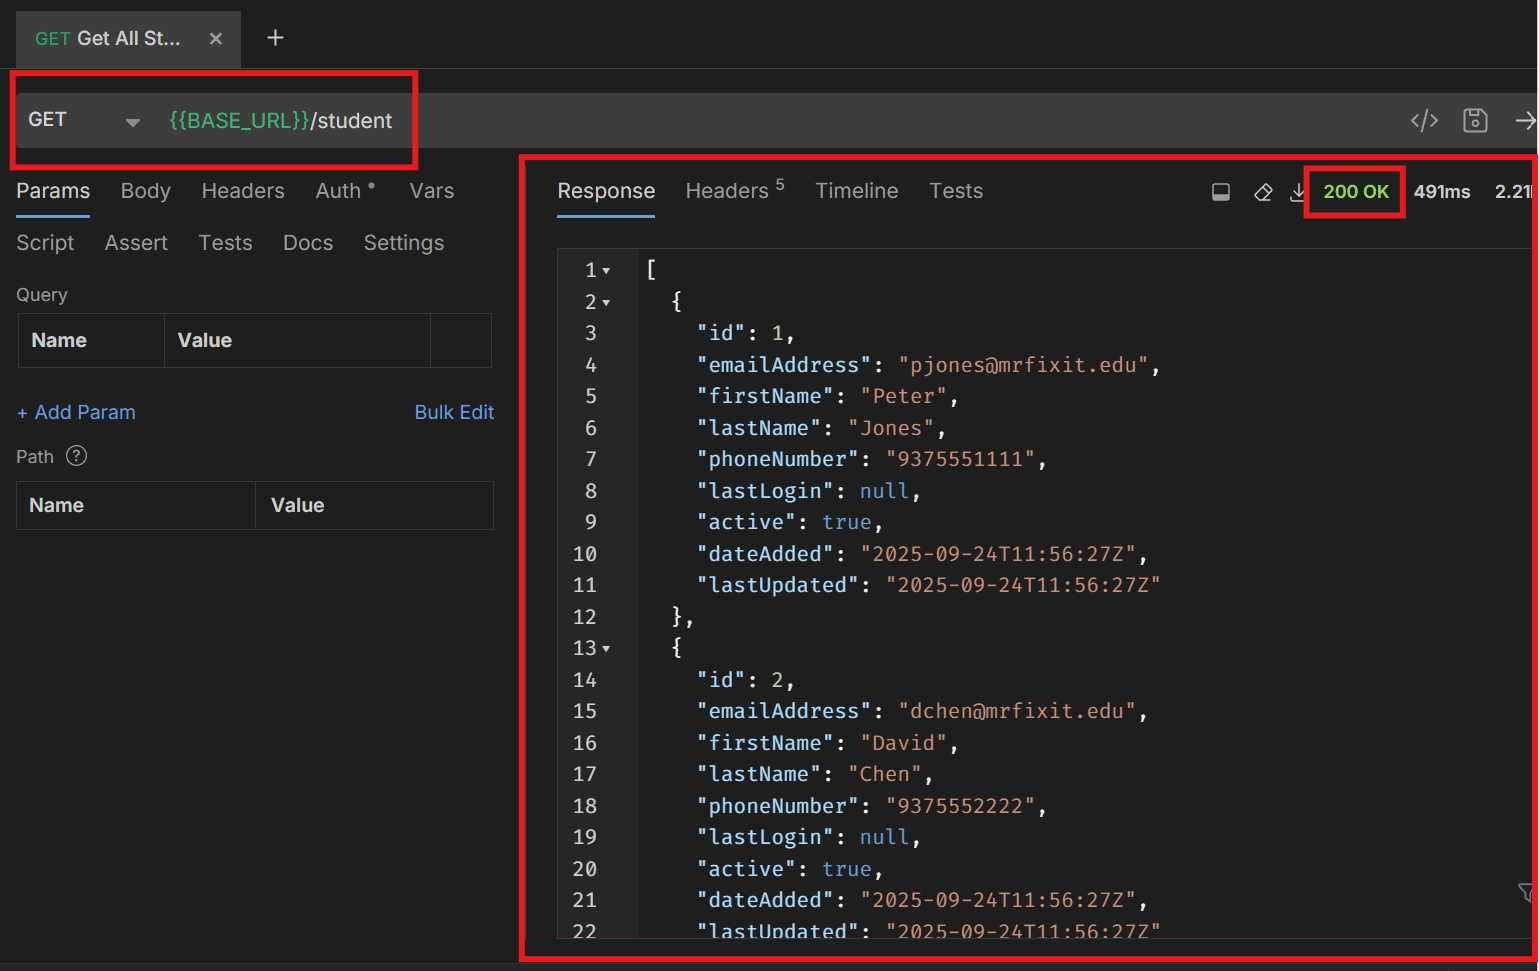 GET Get All St... × +
GET {{BASE_URL}}/student </>
Params Body Headers Auth Vars
Script Assert Tests Docs Settings
Query
Name Value
+ Add Param Bulk Edit
Path ?
Name Value
Response Headers 5 Timeline Tests 200 OK 491ms
1 [
2 {
3 "id": 1,
4 "emailAddress": "pjones@mrfixit.edu",
5 "firstName": "Peter",
6 "lastName": "Jones",
7 "phoneNumber": "9375551111",
8 "lastLogin": null,
9 "active": true,
10 "dateAdded": "2025-09-24T11:56:27Z",
11 "lastUpdated": "2025-09-24T11:56:27Z"
12 },
13 {
14 "id": 2,
15 "emailAddress": "dchen@mrfixit.edu",
16 "firstName": "David",
17 "lastName": "Chen",
18 "phoneNumber": "9375552222",
19 "lastLogin": null,
20 "active": true,
21 "dateAdded": "2025-09-24T11:56:27Z",
22 "lastUpdated": "2025-09-24T11:56:27Z"